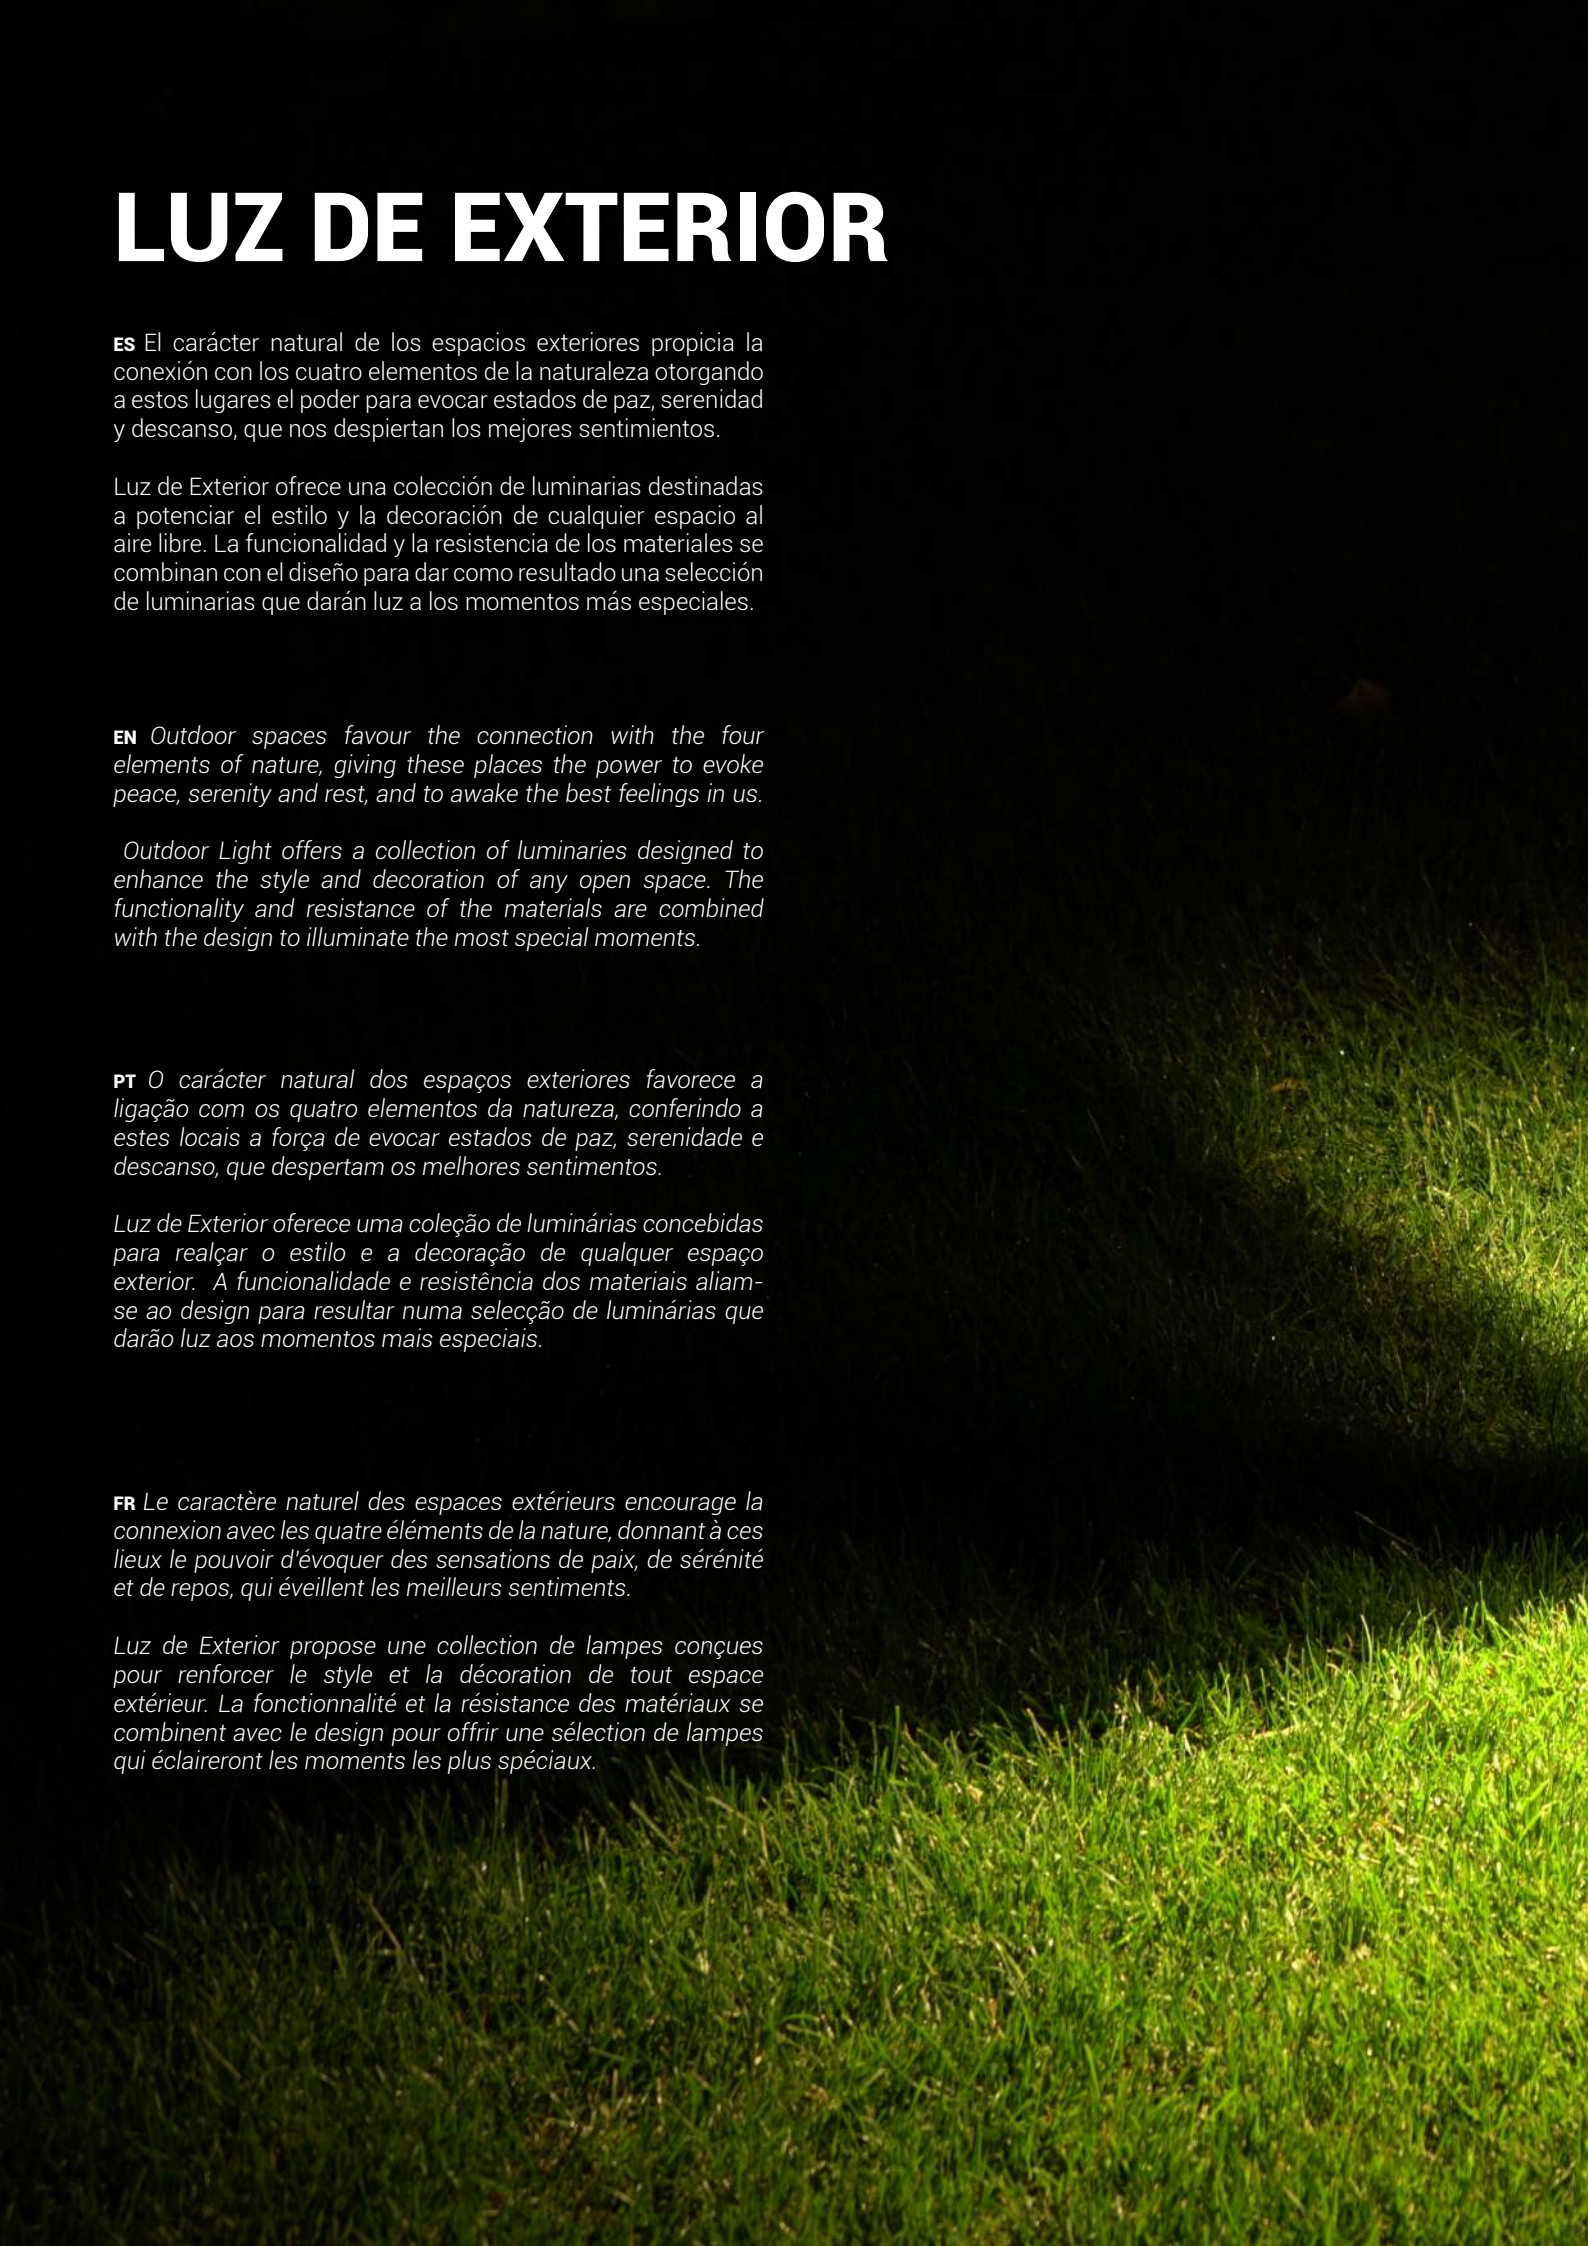 LUZ DE EXTERIOR
ES El carácter natural de los espacios exteriores propicia la
conexión con los cuatro elementos de la naturaleza otorgando
a estos lugares el poder para evocar estados de paz, serenidad
y descanso, que nos despiertan los mejores sentimientos.
Luz de Exterior ofrece una colección de luminarias destinadas
a potenciar el estilo y la decoración de cualquier espacio al
aire libre. La funcionalidad y la resistencia de los materiales se
combinan con el diseño para dar como resultado una selección
de luminarias que darán luz a los momentos más especiales.
EN Outdoor spaces favour the connection with the four
elements of nature, giving these places the power to evoke
peace, serenity and rest, and to awake the best feelings in us.
Outdoor Light offers a collection of luminaries designed to
enhance the style and decoration of any open space. The
functionality and resistance of the materials are combined
with the design to illuminate the most special moments.
PT O carácter natural dos espaços exteriores favorece a
ligação com os quatro elementos da natureza, conferindo a
estes locais a força de evocar estados de paz, serenidade e
descanso, que despertam os melhores sentimentos.
Luz de Exterior oferece uma coleção de luminárias concebidas
para realçar o estilo e a decoração de qualquer espaço
exterior. A funcionalidade e resistência dos materiais aliam-
se ao design para resultar numa selecção de luminárias que
darão luz aos momentos mais especiais.
FR Le caractère naturel des espaces extérieurs encourage la
connexion avec les quatre éléments de la nature, donnant à ces
lieux le pouvoir d'évoquer des sensations de paix, de sérénité
et de repos, qui éveillent les meilleurs sentiments.
Luz de Exterior propose une collection de lampes conçues
pour renforcer le style et la décoration de tout espace
extérieur. La fonctionnalité et la résistance des matériaux se
combinent avec le design pour offrir une sélection de lampes
qui éclaireront les moments les plus spéciaux.